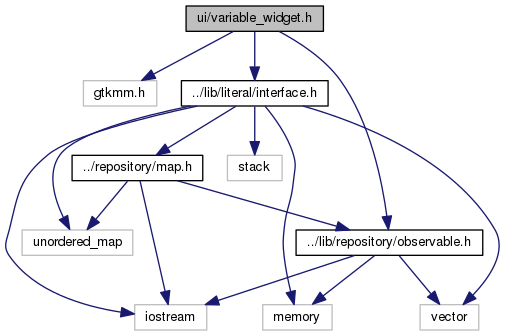 ui/variable_widget.h
gtkmm.h
../lib/literal/interface.h
../repository/map.h
stack
unordered_map
../lib/repository/observable.h
iostream
memory
vector